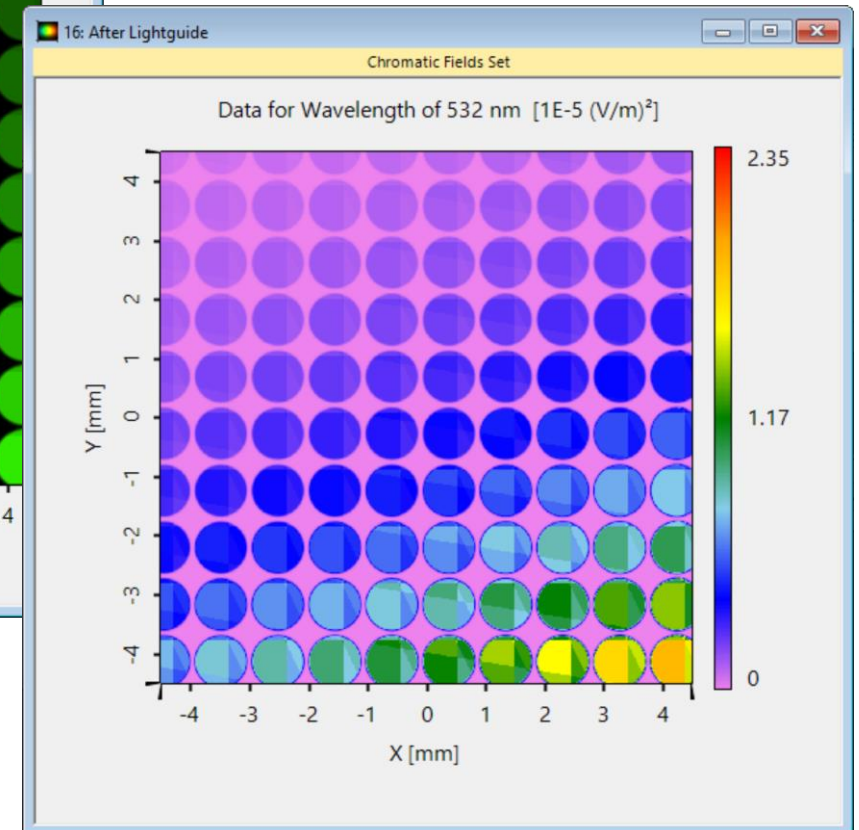 16: After Lightguide
Chromatic Fields Set
Data for Wavelength of 532 nm [1E-5 (V/m)²]
2.35
1.17
0
4
3
2
1
0
-1
-2
-3
-4
Y [mm]
-4 -3 -2 -1 0 1 2 3 4
X [mm]
4